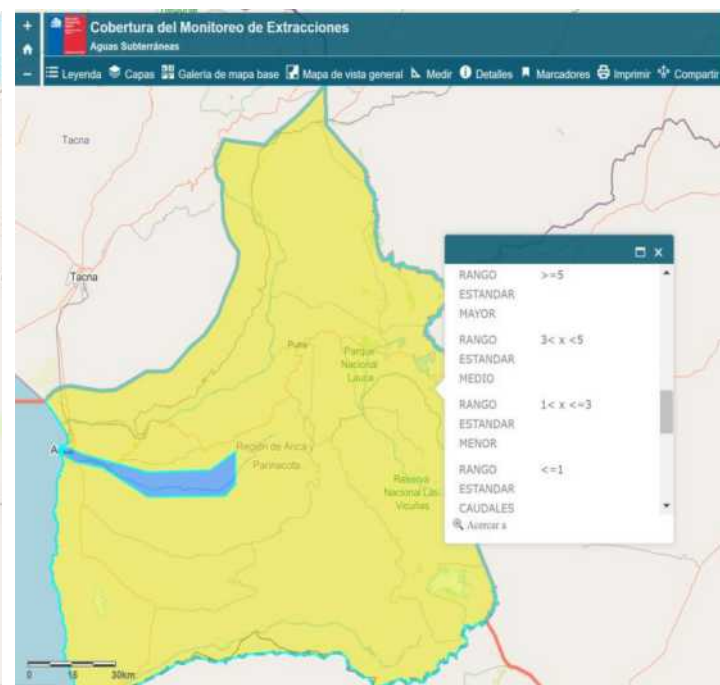 Cobertura del Monitoreo de Extracciones
Aguas Subterráneas
Leyenda Capas Galería de mapa base Mapa de vista general Medir Detalles Marcadores Imprimir Compartir
Tacna
Tacna
Putre
Parque
Nacional
Lauca
Región de Arica y
Parinacota
Reserva
Nacional Las
Vicuñas
A
RANGO >=5
ESTANDAR
MAYOR
RANGO 3< x <5
ESTANDAR
MEDIO
RANGO 1< x <=3
ESTANDAR
MENOR
RANGO <=1
ESTANDAR
CAUDALES
Acercar a
0 15 30km